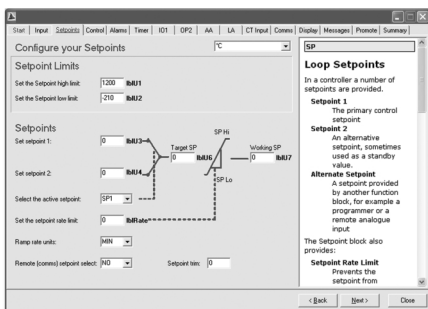 Start Input Setpoints Control Alarms Timer IO1 OP2 AA LA CT Input Comms Display Messages Promote Summary
Configure your Setpoints
°C
Setpoint Limits
Set the Setpoint high limit: 1200 lblU1
Set the Setpoint low limit: -210 lblU2
Setpoints
Set setpoint 1: 0 lblU3
SP Hi
Target SP
0 lblU6
Working SP
0 lblU7
Set setpoint 2: 0 lblU4
SP Lo
Select the active setpoint: SP1
Set the setpoint rate limit: 0 lblRate
Ramp rate units: MIN
Remote (comms) setpoint select: NO
Setpoint trim: 0
SP
Loop Setpoints
In a controller a number of
setpoints are provided.
Setpoint 1
The primary control
setpoint
Setpoint 2
An alternative
setpoint, sometimes
used as a standby
value.
Alternate Setpoint
A setpoint provided
by another function
block, for example a
programmer or a
remote analogue
input
The Setpoint block also
provides:
Setpoint Rate Limit
Prevents the
setpoint from
< Back Next > Close